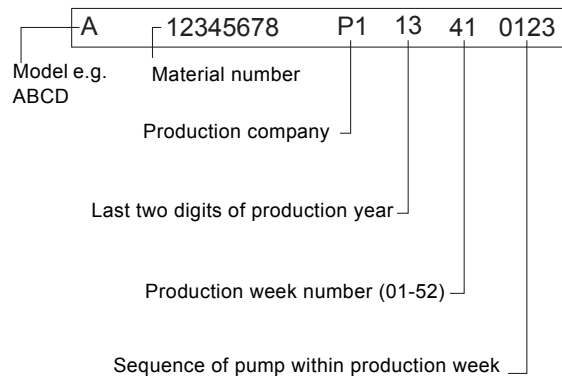 A 12345678 P1 13 41 0123
Model e.g.
ABCD
Material number
Production company
Last two digits of production year
Production week number (01-52)
Sequence of pump within production week